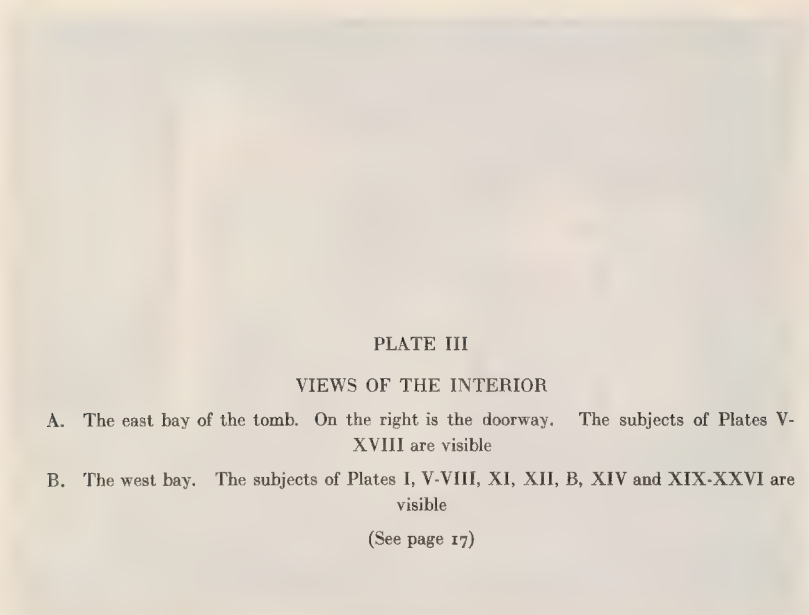 PLATE III
VIEWS OF THE INTERIOR
A. The east bay of the tomb. On the right is the doorway. The subjects of Plates V-
XVIII are visible
B. The west bay. The subjects of Plates I, V-VIII, XI, XII, B, XIV and XIX-XXVI are
visible
(See page 17)